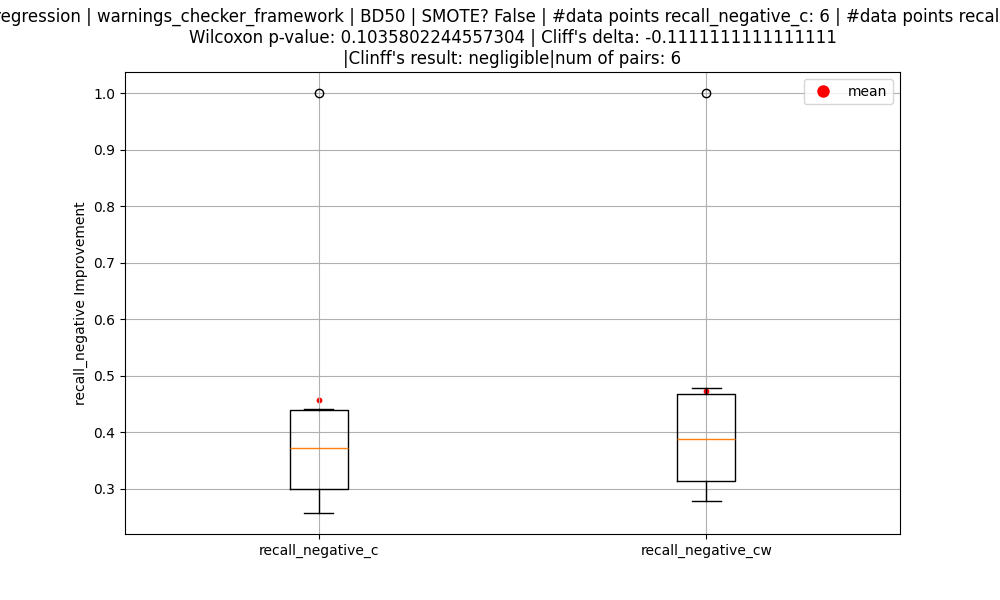 regression | warnings_checker_framework | BD50 | SMOTE? False | #data points recall_negative_c: 6 | #data points recal
Wilcoxon p-value: 0.1035802244557304 | Cliff's delta: -0.1111111111111111
|Clinff's result: negligible|num of pairs: 6
mean
1.0
0.9
0.8
0.7
0.6
0.5
0.4
0.3
recall_negative Improvement
recall_negative_c
recall_negative_cw